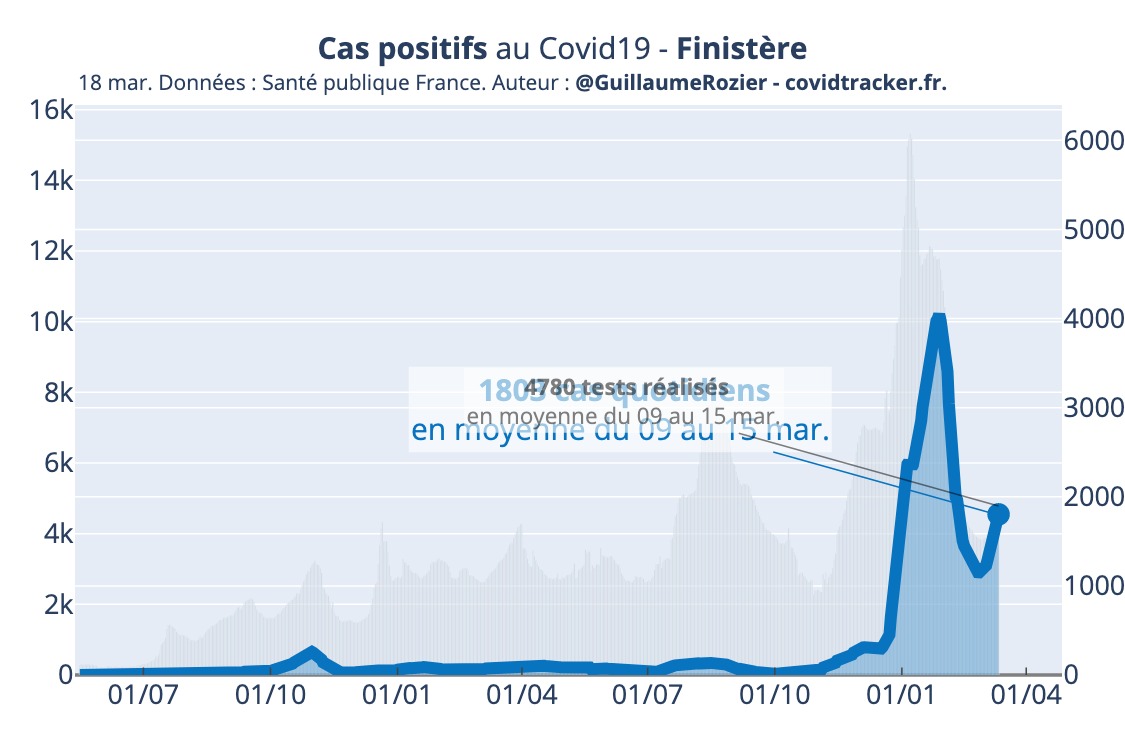 Cas positifs au Covid19 - Finistère
18 mar. Données : Santé publique France. Auteur : @GuillaumeRozier - covidtracker.fr.
16k
14k
12k
10k
8k
6k
4k
2k
0
6000
5000
4000
3000
2000
1000
0
4780 tests réalisés
en moyenne du 09 au 15 mar.
cas quotidiens
en moyenne du 09 au 15 mar.
01/07
01/10
01/01
01/04
01/07
01/10
01/01
01/04